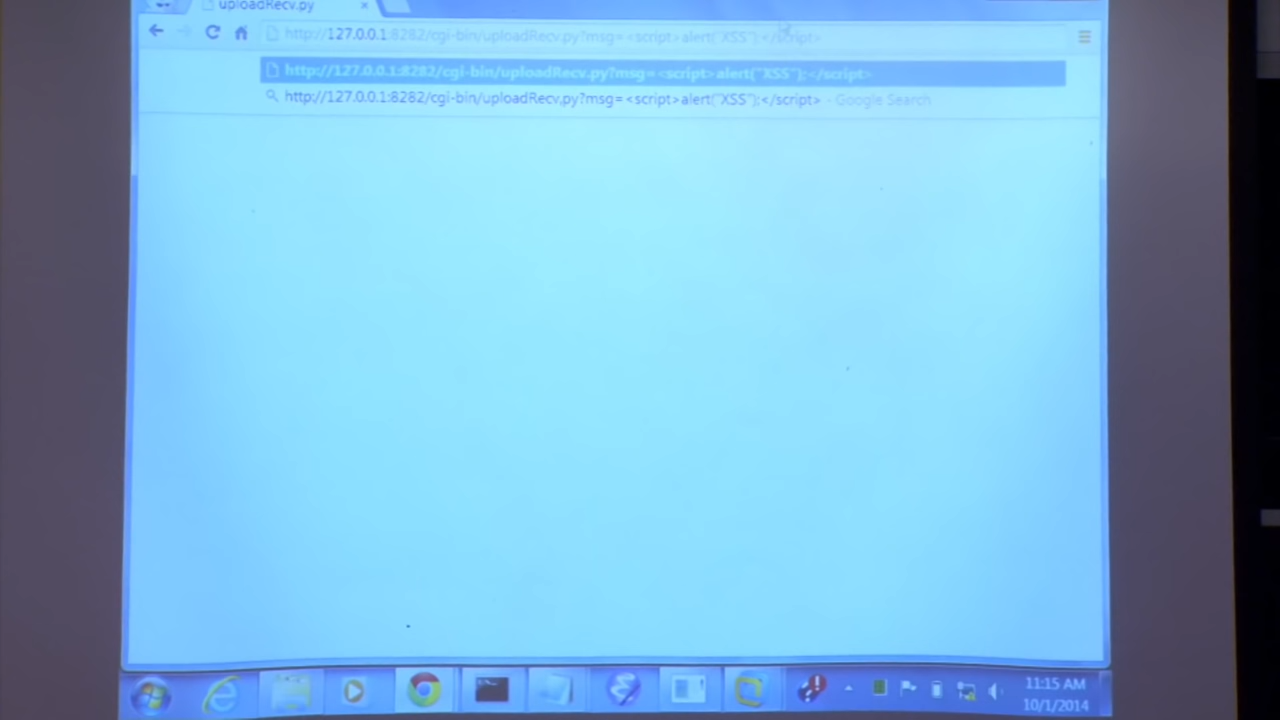 uploadRecv.py
http://127.0.0.1:8282/cgi-bin/uploadRecv.py?msg=<script>alert("XSS");</script>
http://127.0.0.1:8282/cgi-bin/uploadRecv.py?msg=<script>alert("XSS");</script>
http://127.0.0.1:8282/cgi-bin/uploadRecv.py?msg=<script>alert("XSS");</script> - Google Search
11:15 AM
10/1/2014